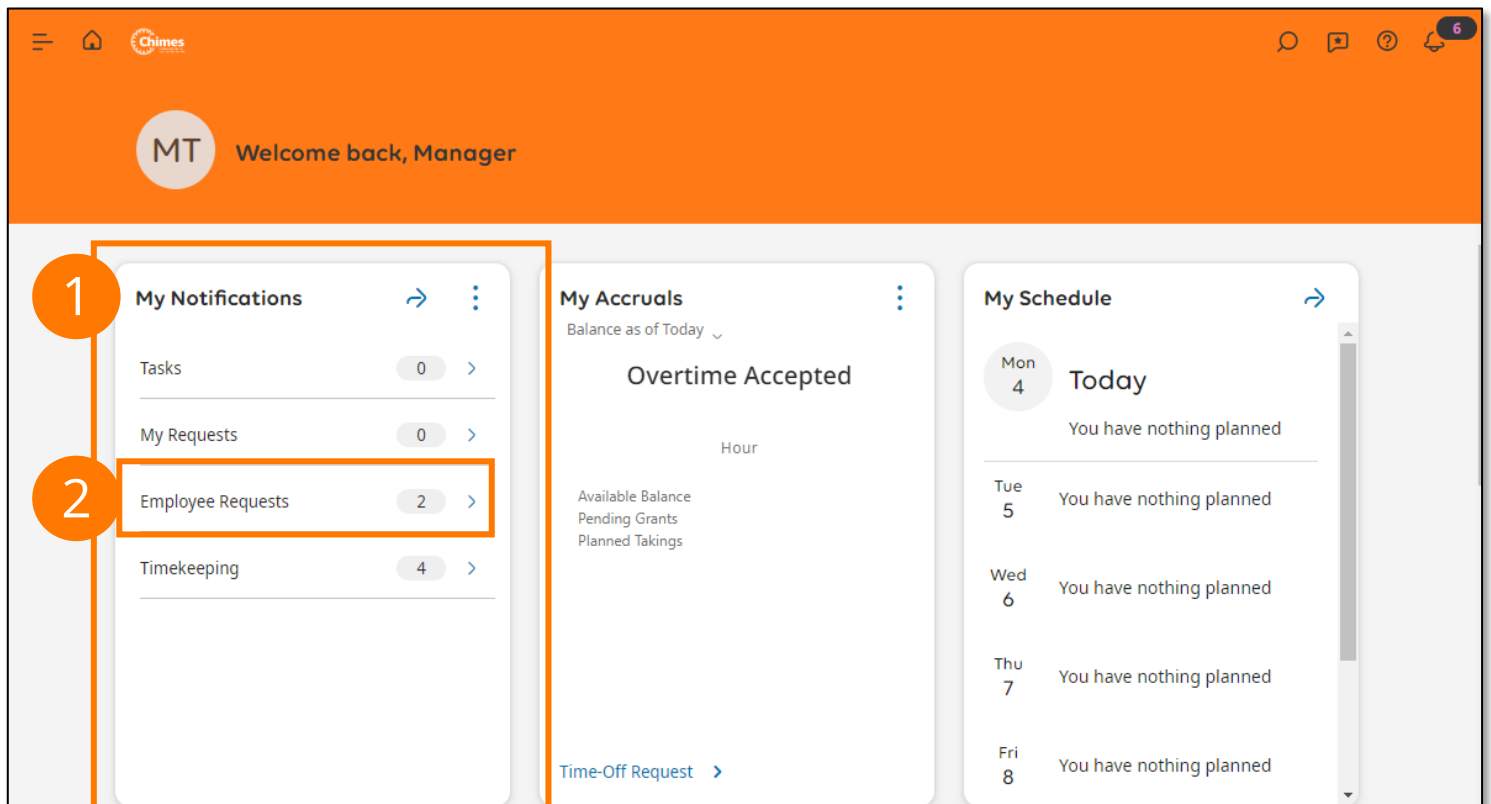 Chimes
6
MT
Welcome back, Manager
1
My Notifications
Tasks 0
My Requests 0
2
Employee Requests 2
Timekeeping 4
My Accruals
Balance as of Today
Overtime Accepted
Hour
Available Balance
Pending Grants
Planned Takings
Time-Off Request
My Schedule
Mon
4
Today
You have nothing planned
Tue
5
You have nothing planned
Wed
6
You have nothing planned
Thu
7
You have nothing planned
Fri
8
You have nothing planned